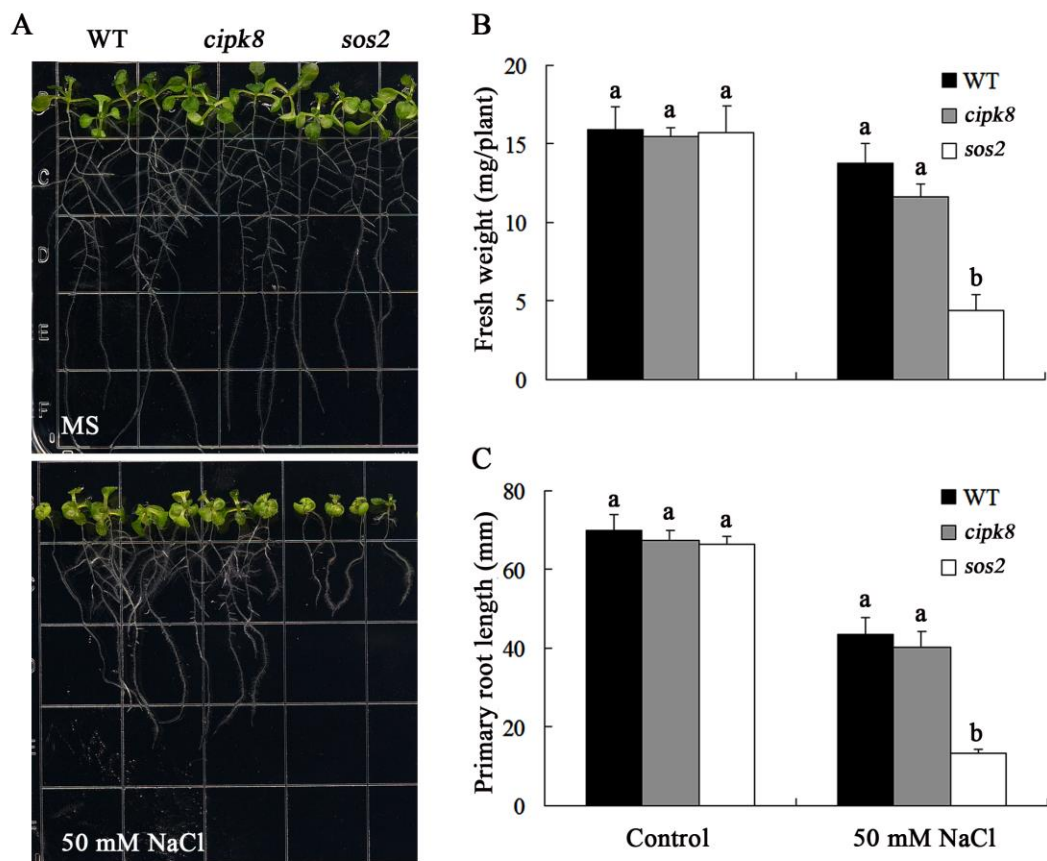 A
WT cipk8 sos2
C
D
E
F
MS
50 mM NaCl
B
Fresh weight (mg/plant)
20
15
10
5
0
a a a
a a b
WT
cipk8
sos2
C
Primary root length (mm)
80
60
40
20
0
a a a
a a b
WT
cipk8
sos2
Control 50 mM NaCl